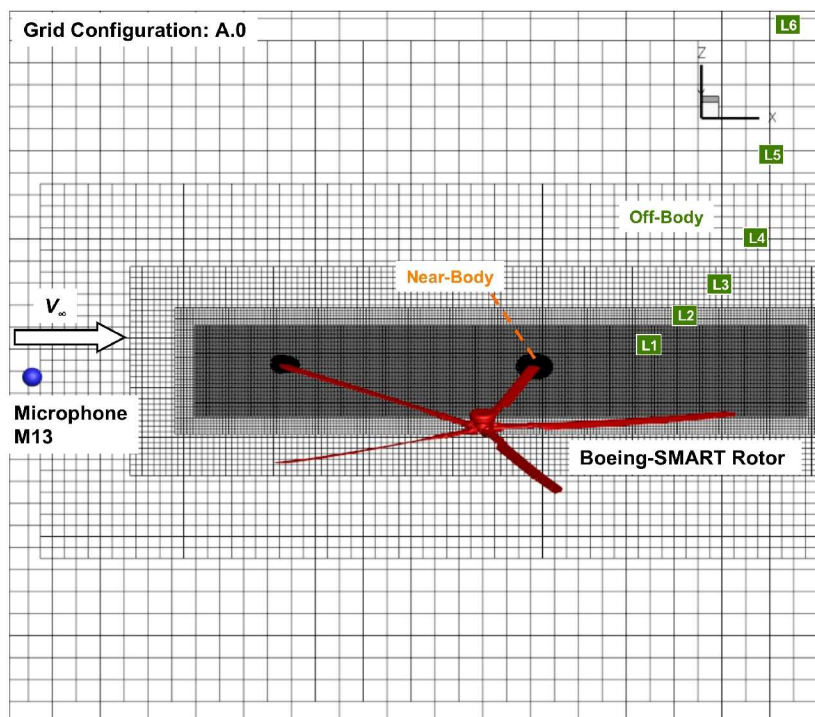 Grid Configuration: A.0
L6
Z
X
L5
Off-Body
L4
Near-Body
L3
V∞
L2
L1
Microphone
M13
Boeing-SMART Rotor